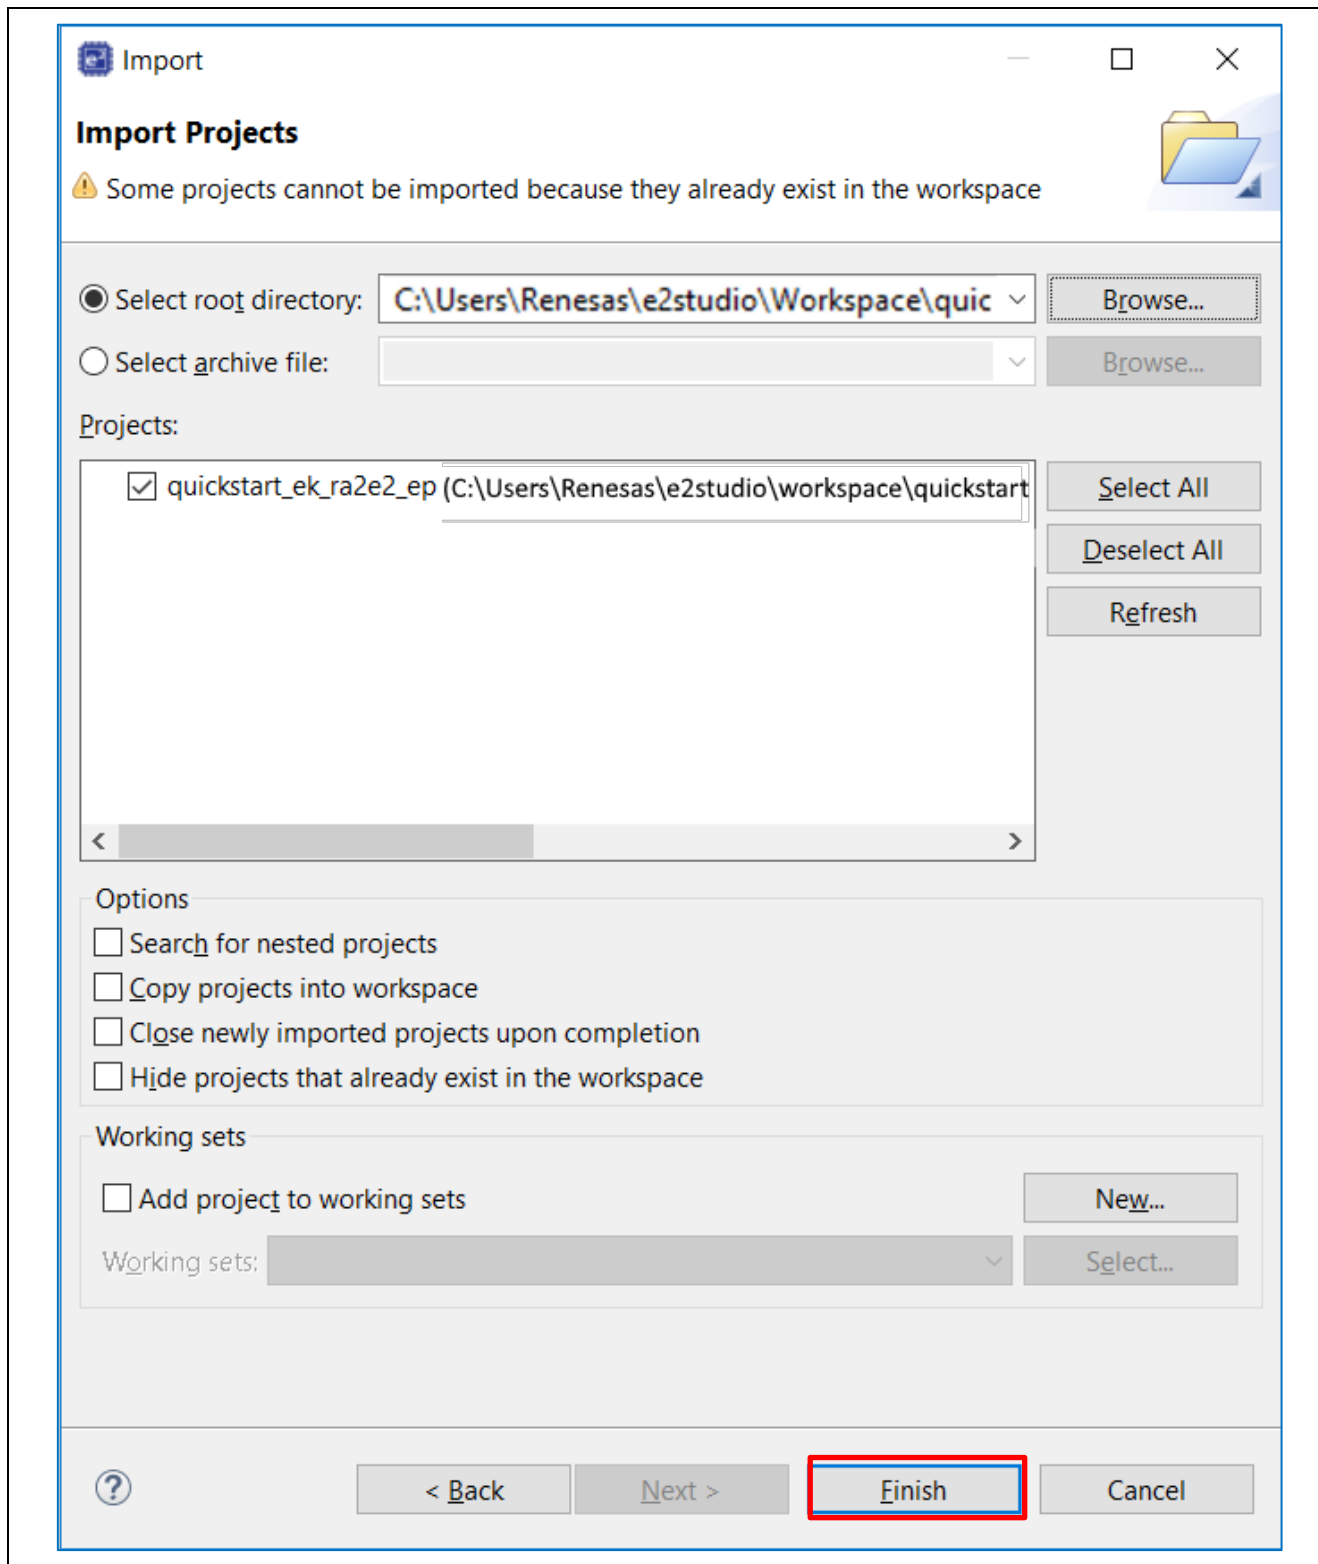 Import
Import Projects
Some projects cannot be imported because they already exist in the workspace
Select root directory: C:\Users\Renesas\e2studio\Workspace\quic Browse...
Select archive file: Browse...
Projects:
quickstart_ek_ra2e2_ep (C:\Users\Renesas\e2studio\workspace\quickstart Select All
Deselect All
Refresh
Options
Search for nested projects
Copy projects into workspace
Close newly imported projects upon completion
Hide projects that already exist in the workspace
Working sets
Add project to working sets New...
Working sets: Select...
? < Back Next > Finish Cancel